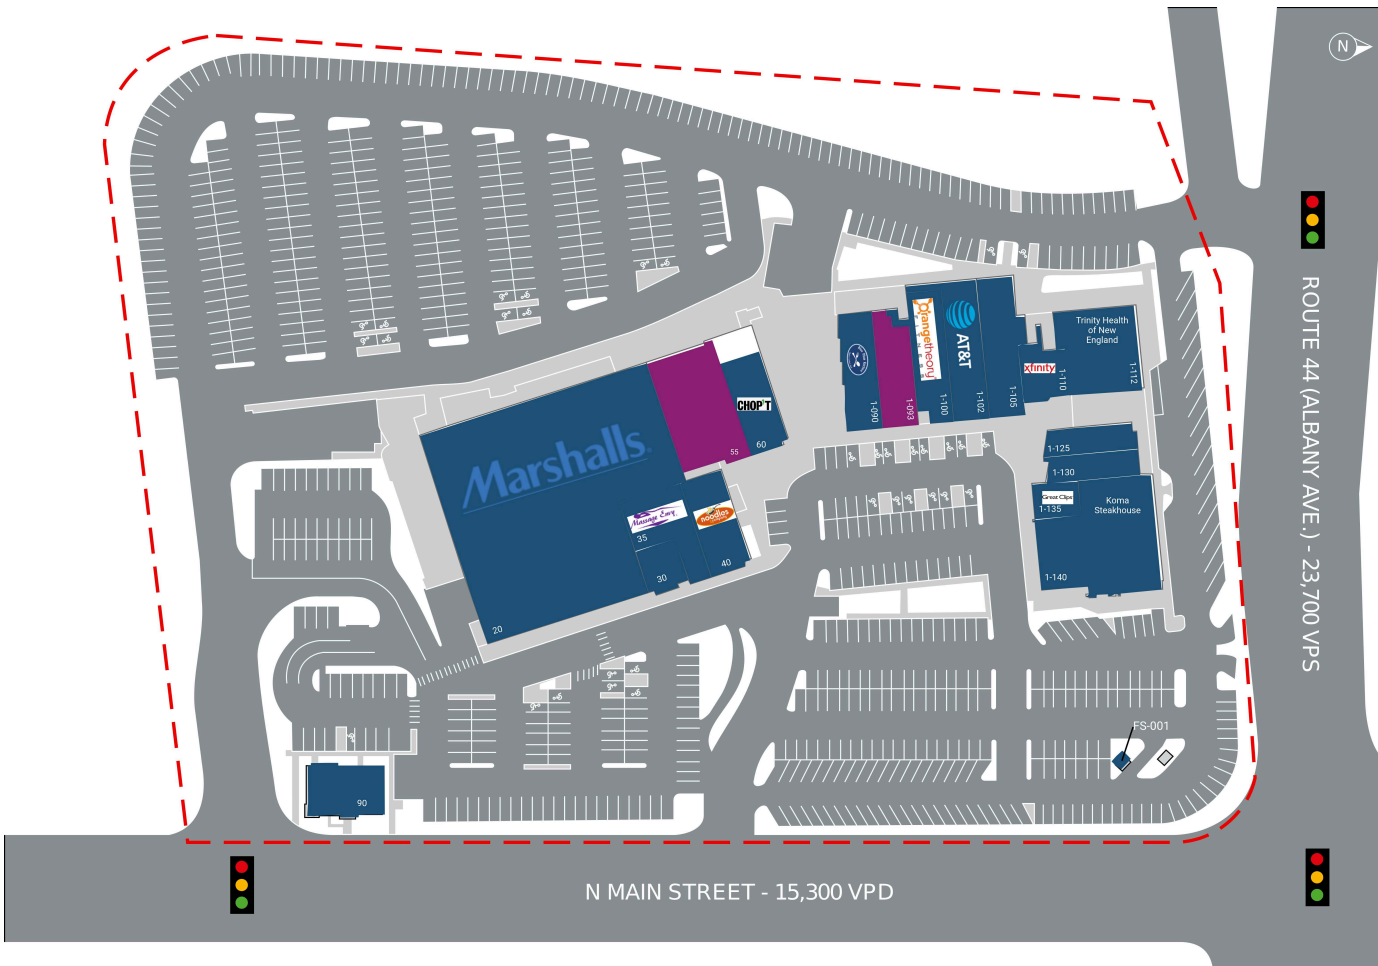 N
Trinity Health
of New
England
Orangetheory
FITNESS
AT&T
xfinity
1-110
1-112
1-090
1-093
1-100
1-102
1-105
CHOP'T
60
55
Marshalls.
Massage Envy
35
noodles
& company
30
40
20
1-125
1-130
Great Clips
1-135
Koma
Steakhouse
1-140
ROUTE 44 (ALBANY AVE.) - 23,700 VPS
FS-001
90
N MAIN STREET - 15,300 VPD